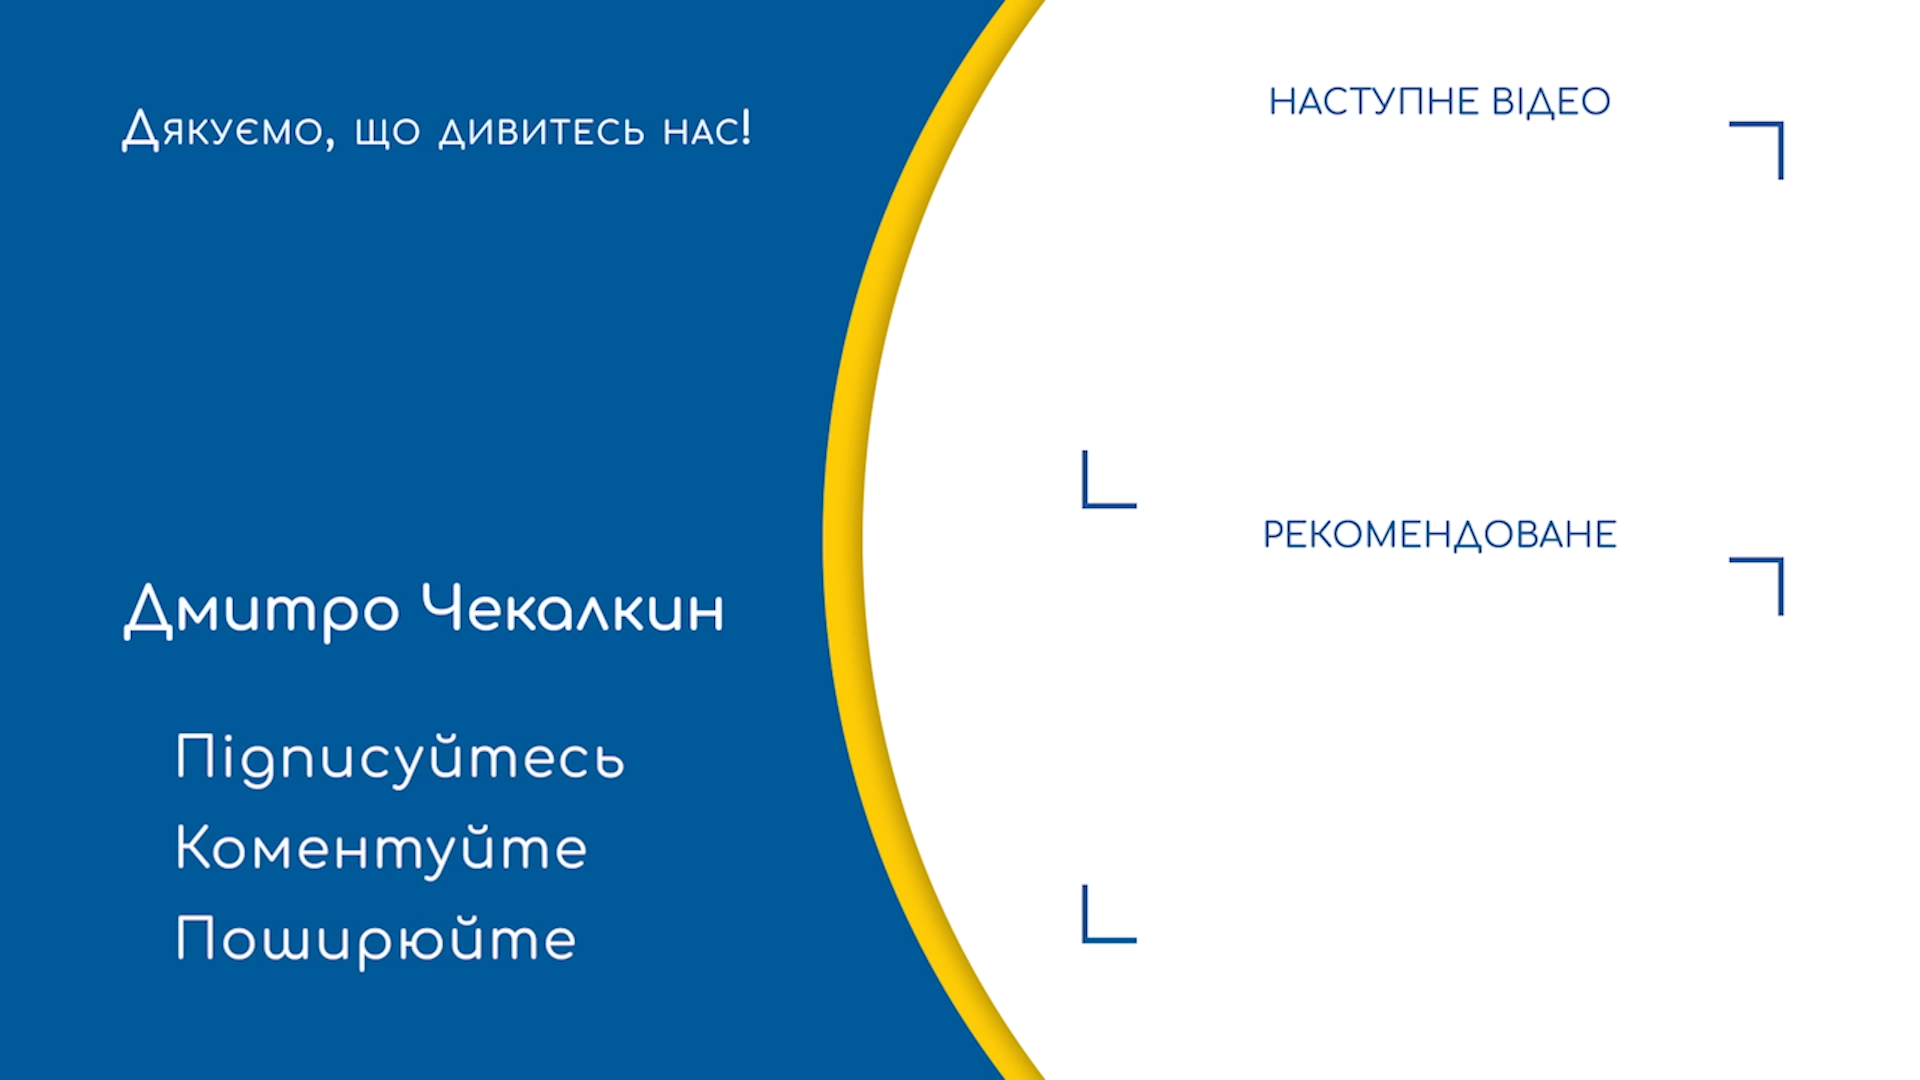 Дякуємо, що дивитесь нас!
Дмитро Чекалкин
Підписуйтесь
Коментуйте
Поширюйте
НАСТУПНЕ ВІДЕО
РЕКОМЕНДОВАНЕ